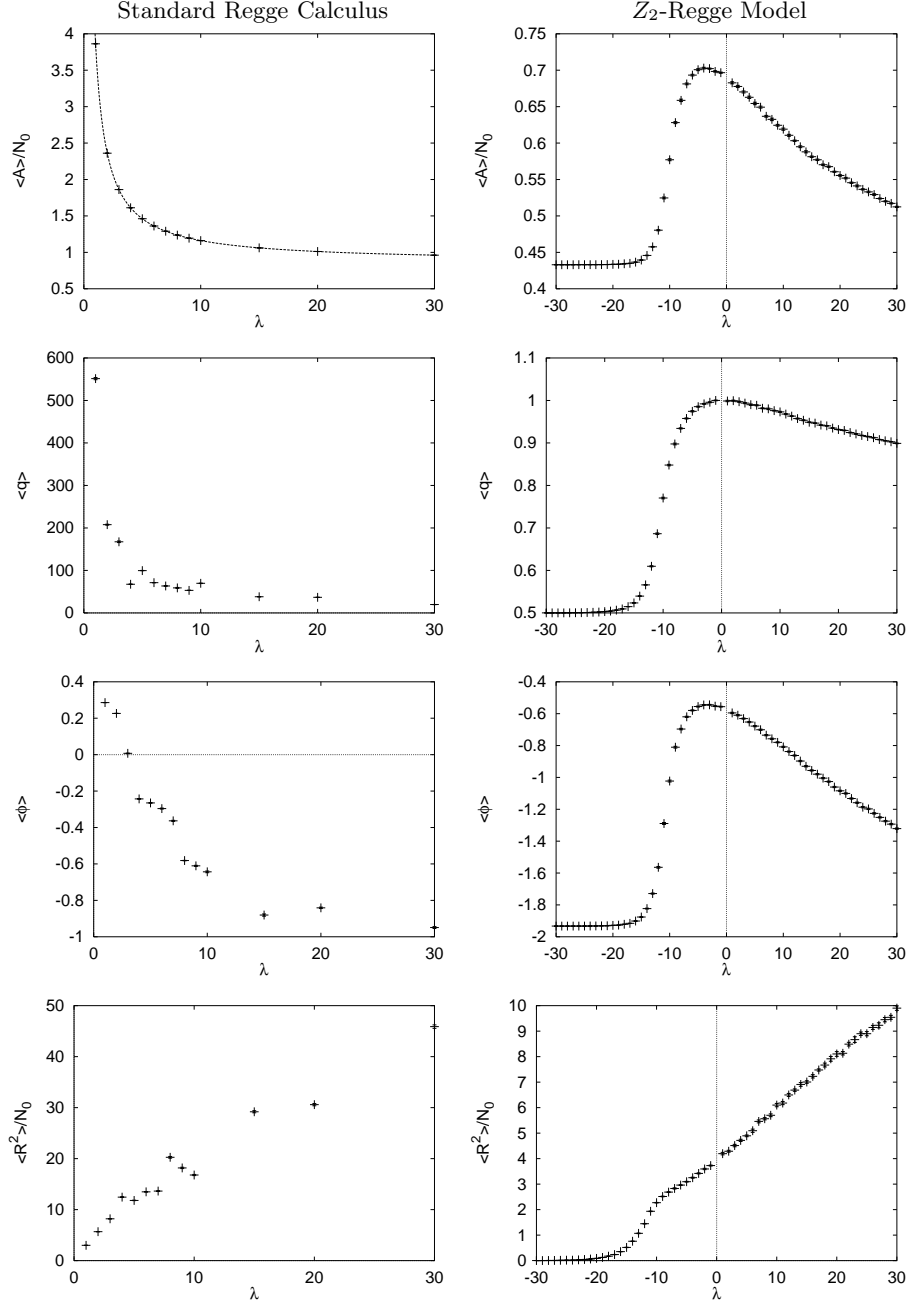 Standard Regge Calculus
Z₂-Regge Model
4
3.5
3
2.5
2
1.5
1
0.5
<A>/N₀
0 10 20 30
λ
0.75
0.7
0.65
0.6
0.55
0.5
0.45
0.4
<A>/N₀
-30 -20 -10 0 10 20 30
λ
600
500
400
300
200
100
0
<q>
0 10 20 30
λ
1.1
1
0.9
0.8
0.7
0.6
0.5
<q>
-30 -20 -10 0 10 20 30
λ
0.4
0.2
0
-0.2
-0.4
-0.6
-0.8
-1
<ϕ>
0 10 20 30
λ
-0.4
-0.6
-0.8
-1
-1.2
-1.4
-1.6
-1.8
-2
<ϕ>
-30 -20 -10 0 10 20 30
λ
50
40
30
20
10
0
<R²>/N₀
0 10 20 30
λ
10
9
8
7
6
5
4
3
2
1
0
<R²>/N₀
-30 -20 -10 0 10 20 30
λ